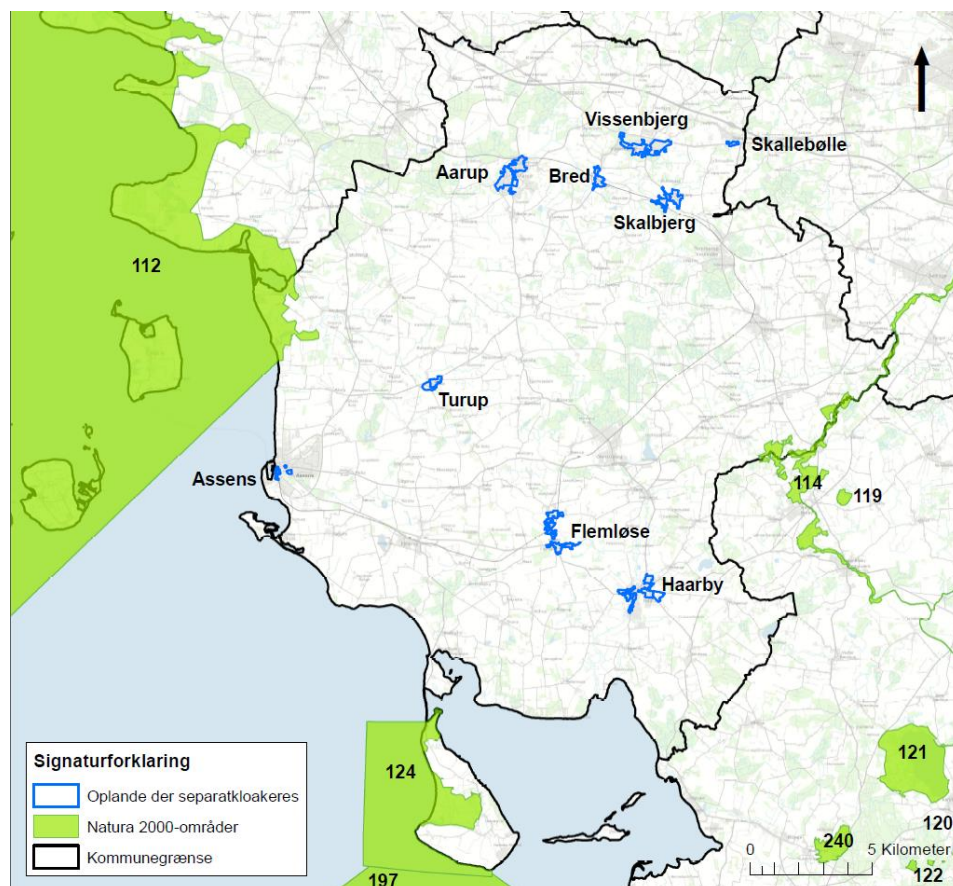 Vissenbjerg
Skallebølle
Aarup
Bred
Skalbjerg
112
Turup
Assens
114
119
Flemløse
Haarby
121
124
120
240
122
197
0
5 Kilometer
Signaturforklaring
Oplande der separatkloakeres
Natura 2000-områder
Kommunegrænse